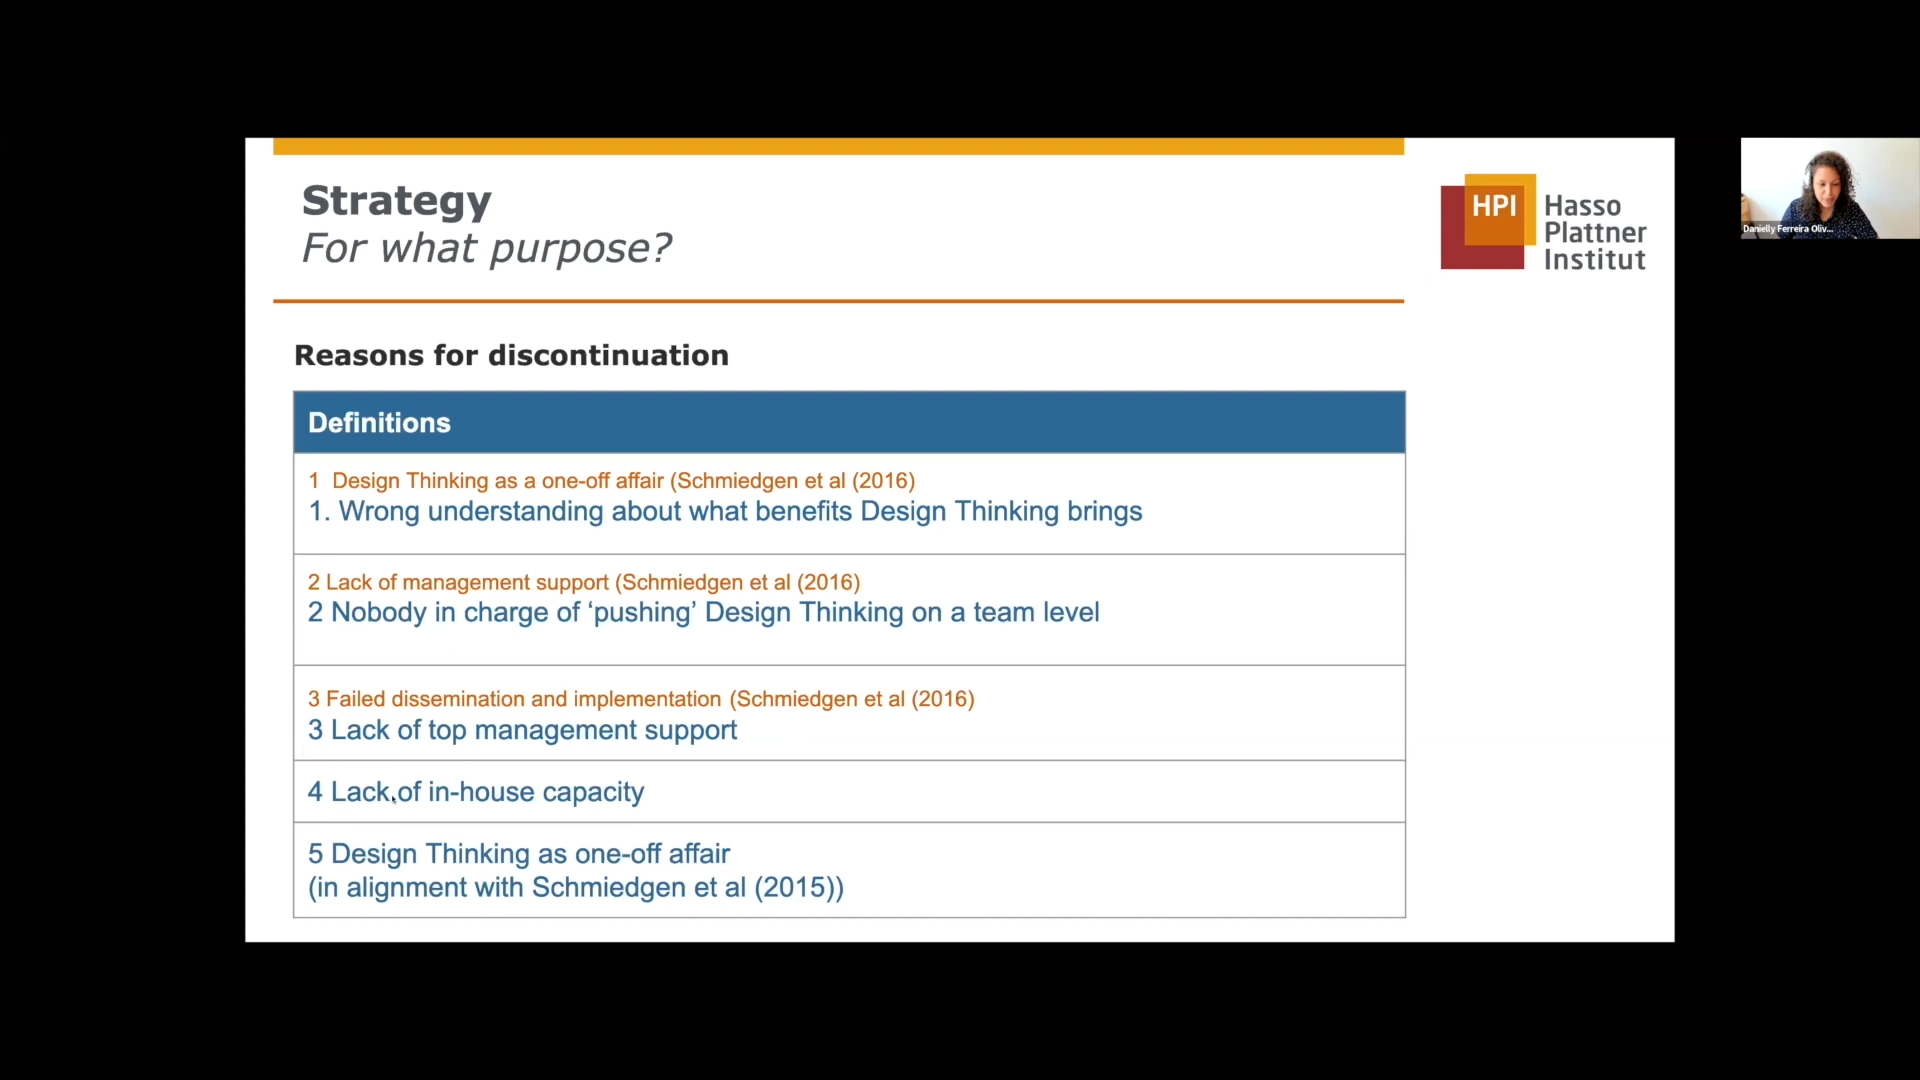 Strategy
For what purpose?
HPI
Hasso
Plattner
Institut
Danielly Ferreira Oliv...
Reasons for discontinuation
Definitions
1  Design Thinking as a one-off affair (Schmiedgen et al (2016)
1. Wrong understanding about what benefits Design Thinking brings
2 Lack of management support (Schmiedgen et al (2016)
2 Nobody in charge of ‘pushing’ Design Thinking on a team level
3 Failed dissemination and implementation (Schmiedgen et al (2016)
3 Lack of top management support
4 Lack of in-house capacity
5 Design Thinking as one-off affair
(in alignment with Schmiedgen et al (2015))